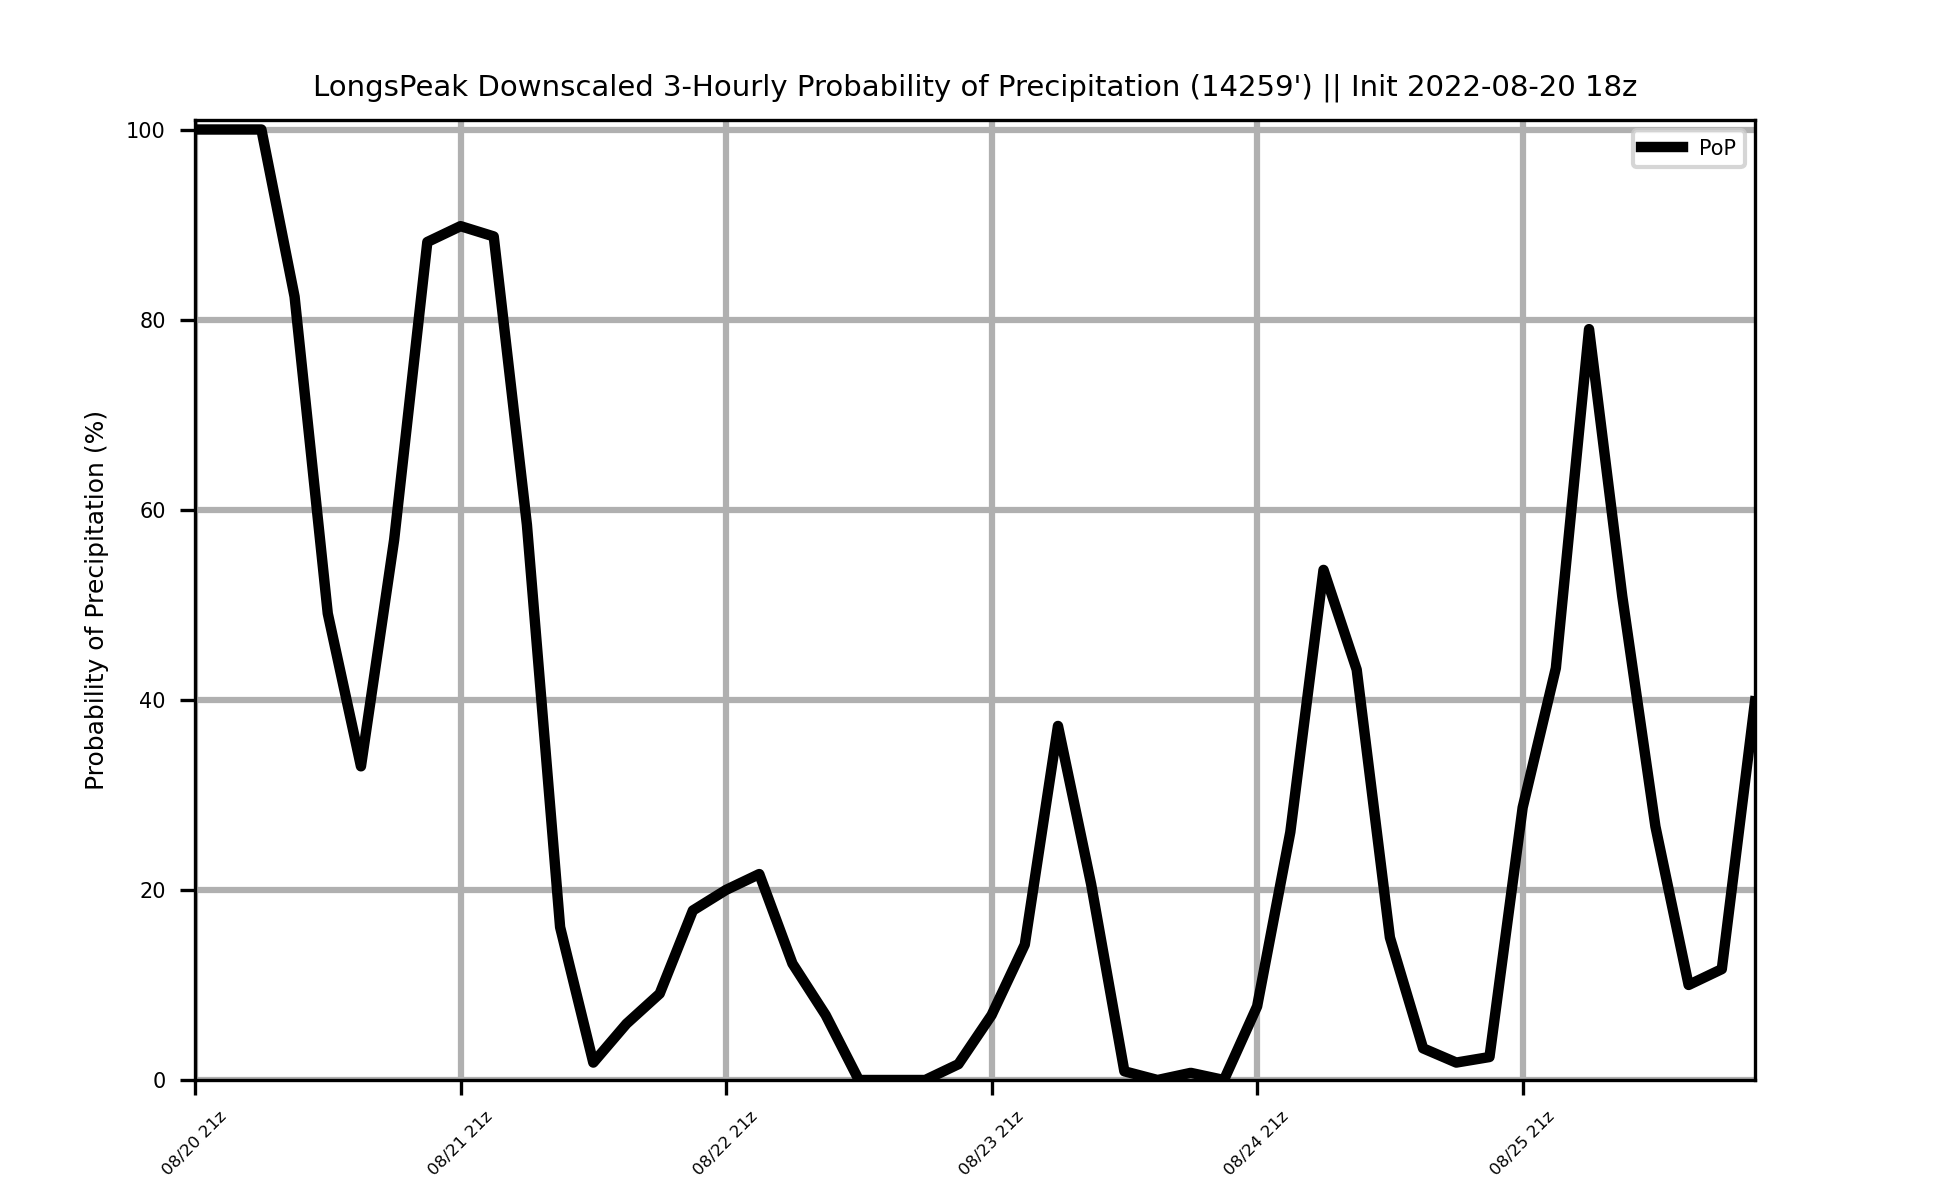 LongsPeak Downscaled 3-Hourly Probability of Precipitation (14259') || Init 2022-08-20 18z
PoP
Probability of Precipitation (%)
100
80
60
40
20
0
08/20 21z
08/21 21z
08/22 21z
08/23 21z
08/24 21z
08/25 21z